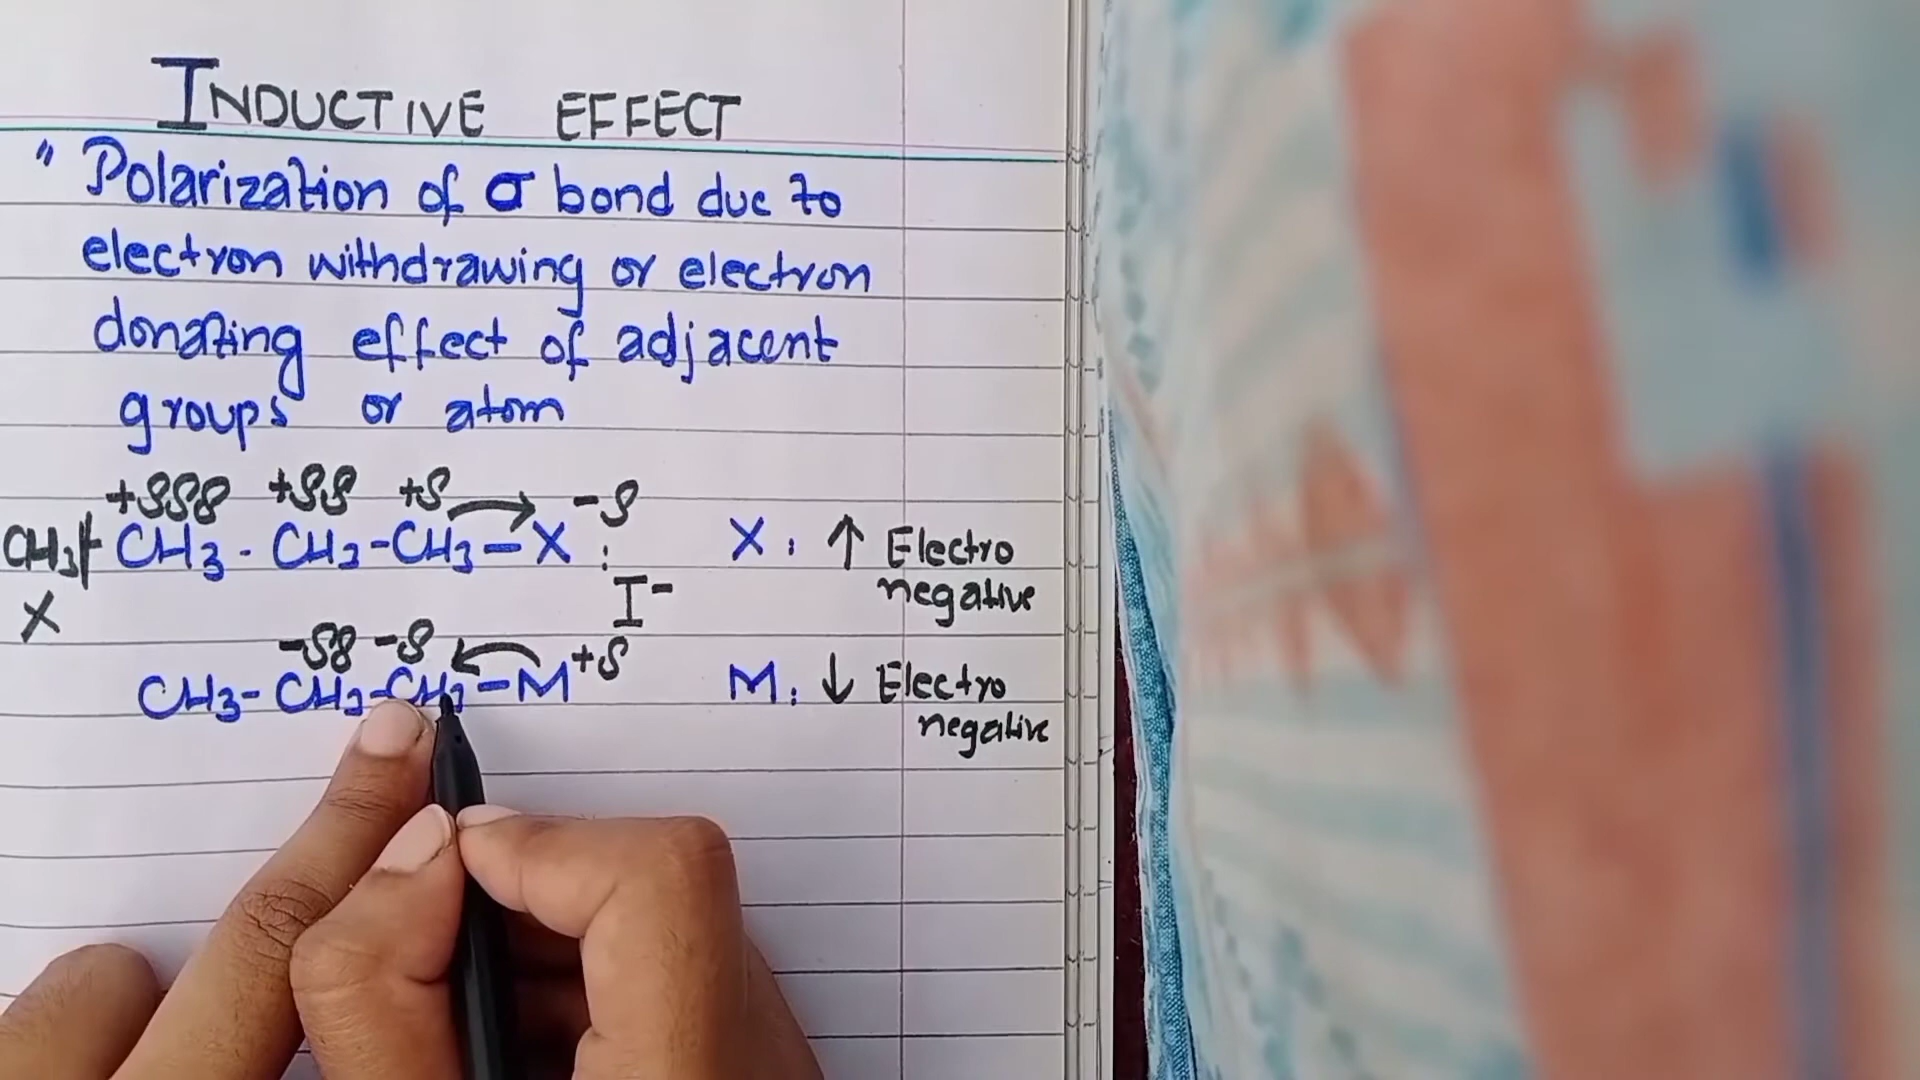 INDUCTIVE EFFECT
" Polarization of σ bond due to
electron withdrawing or electron
donating effect of adjacent
groups or atom
+δδδ +δδ +δ -δ
CH3 CH3 - CH2 - CH3 - X X: ↑ Electro
negative
X I-
-δδ -δ +δ
CH3 - CH2 - CH2 - M M: ↓ Electro
negative